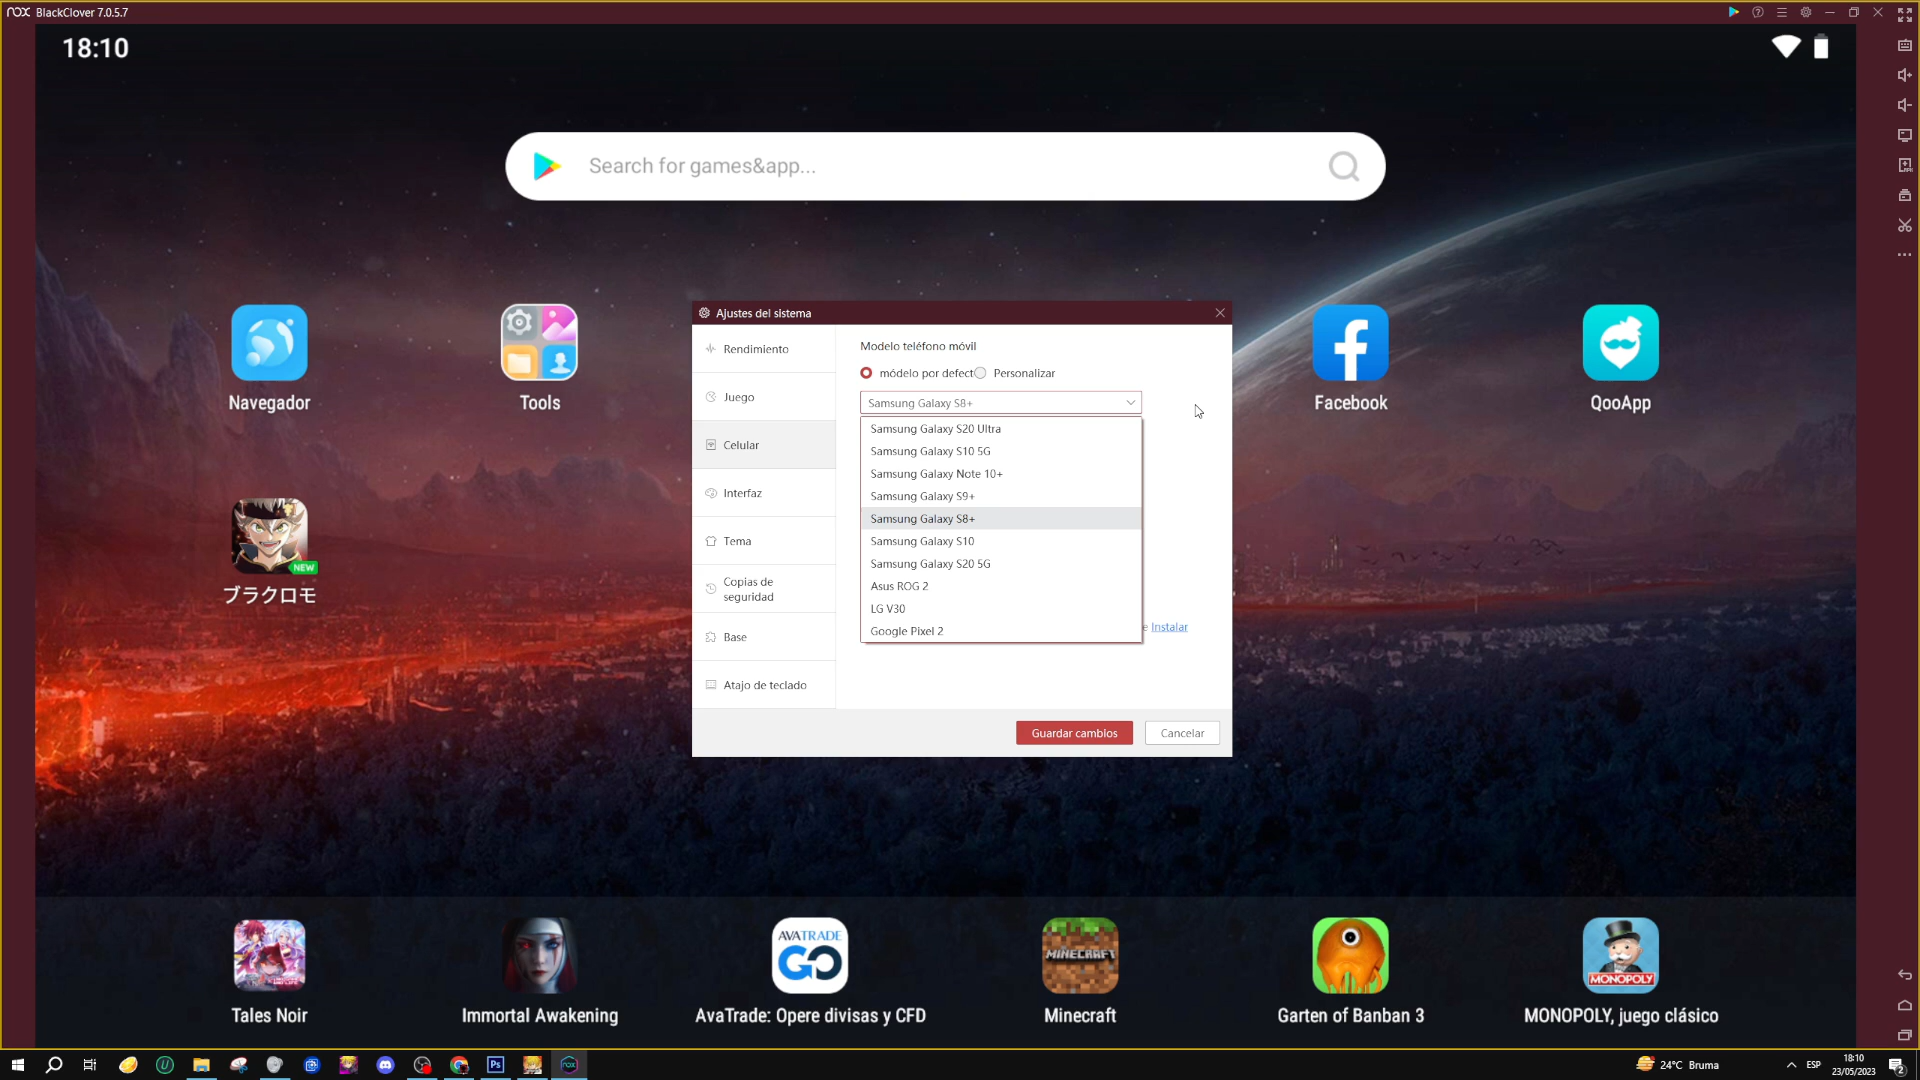 nox BlackClover 7.0.5.7
18:10
Search for games&app...
Navegador
Tools
Facebook
QooApp
NEW
ブラクロモ
Ajustes del sistema
Rendimiento
Juego
Celular
Interfaz
Tema
Copias de
seguridad
Base
Atajo de teclado
Modelo teléfono móvil
módelo por defect
Personalizar
Samsung Galaxy S8+
Samsung Galaxy S20 Ultra
Samsung Galaxy S10 5G
Samsung Galaxy Note 10+
Samsung Galaxy S9+
Samsung Galaxy S8+
Samsung Galaxy S10
Samsung Galaxy S20 5G
Asus ROG 2
LG V30
Google Pixel 2
e Instalar
Guardar cambios
Cancelar
AVATRADE
GO
MINECRAFT
MONOPOLY
Tales Noir
Immortal Awakening
AvaTrade: Opere divisas y CFD
Minecraft
Garten of Banban 3
MONOPOLY, juego clásico
Ps
nox
24°C Bruma
ESP
18:10
23/05/2023
2